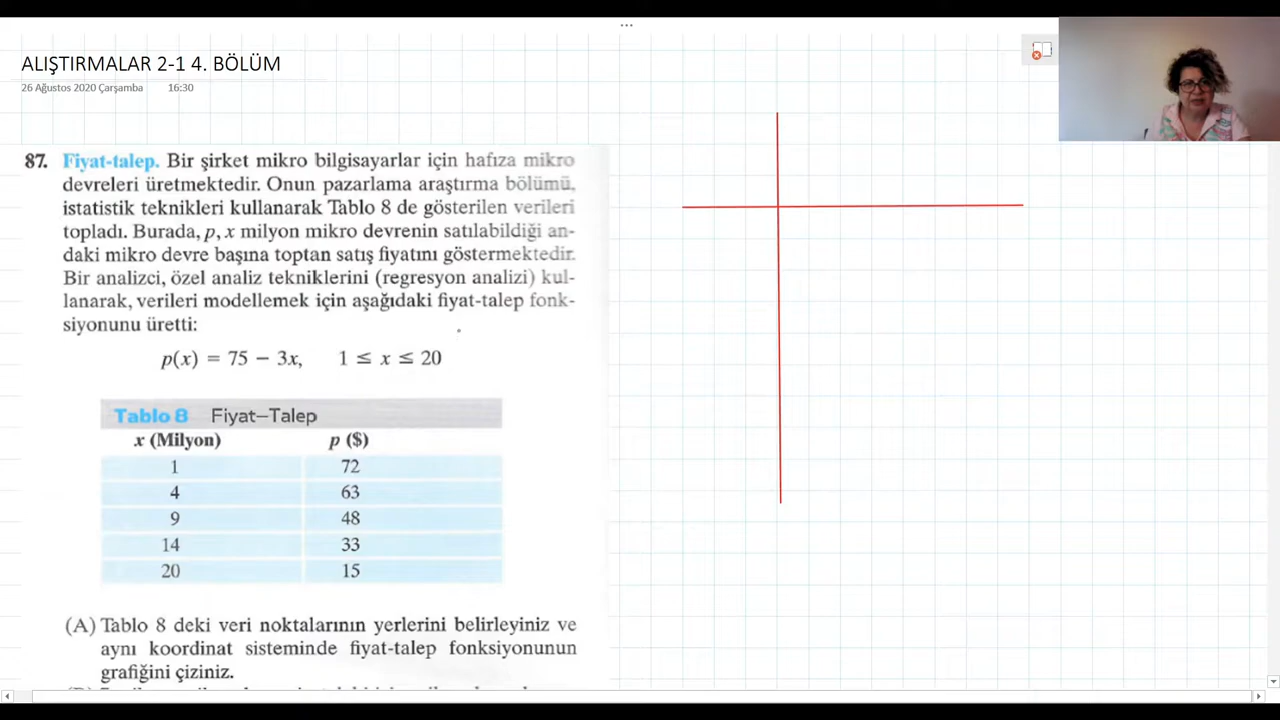 ALIŞTIRMALAR 2-1 4. BÖLÜM
26 Ağustos 2020 Çarşamba 16:30
87. Fiyat-talep. Bir şirket mikro bilgisayarlar için hafıza mikro
devreleri üretmektedir. Onun pazarlama araştırma bölümü,
istatistik teknikleri kullanarak Tablo 8 de gösterilen verileri
topladı. Burada, p, x milyon mikro devrenin satılabildiği an-
daki mikro devre başına toptan satış fiyatını göstermektedir.
Bir analizci, özel analiz tekniklerini (regresyon analizi) kul-
lanarak, verileri modellemek için aşağıdaki fiyat-talep fonk-
siyonunu üretti:
p(x) = 75 − 3x, 1 ≤ x ≤ 20
Tablo 8 Fiyat–Talep
x (Milyon) p ($)
1 72
4 63
9 48
14 33
20 15
(A) Tablo 8 deki veri noktalarının yerlerini belirleyiniz ve
aynı koordinat sisteminde fiyat-talep fonksiyonunun
grafiğini çiziniz.